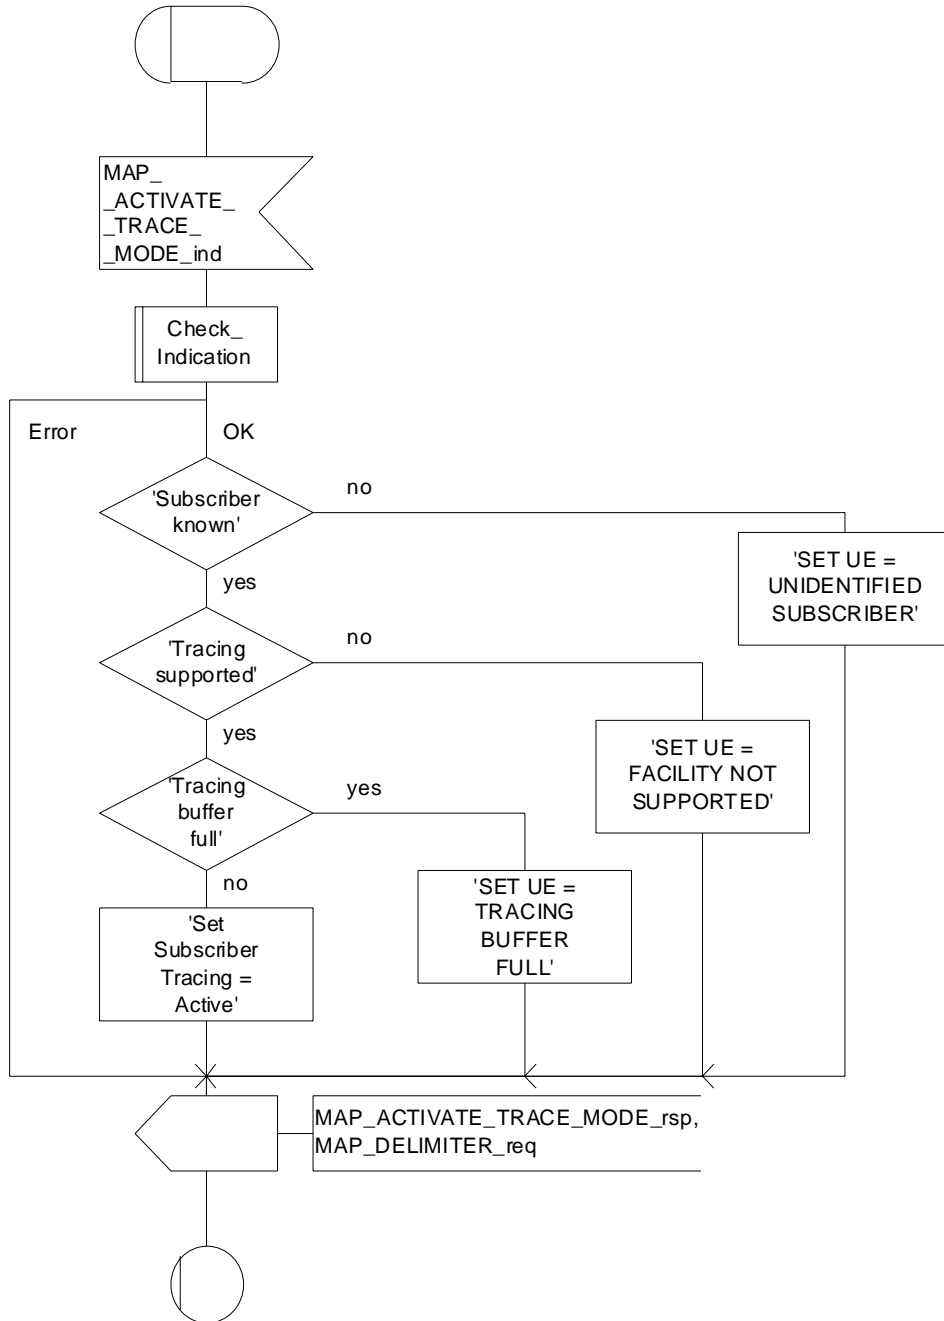 MAP_
_ACTIVATE_
_TRACE_
_MODE_ind
Check_
Indication
Error
OK
'Subscriber
known'
no
'SET UE =
UNIDENTIFIED
SUBSCRIBER'
yes
'Tracing
supported'
no
'SET UE =
FACILITY NOT
SUPPORTED'
yes
'Tracing
buffer
full'
yes
'SET UE =
TRACING
BUFFER
FULL'
no
'Set
Subscriber
Tracing =
Active'
MAP_ACTIVATE_TRACE_MODE_rsp,
MAP_DELIMITER_req